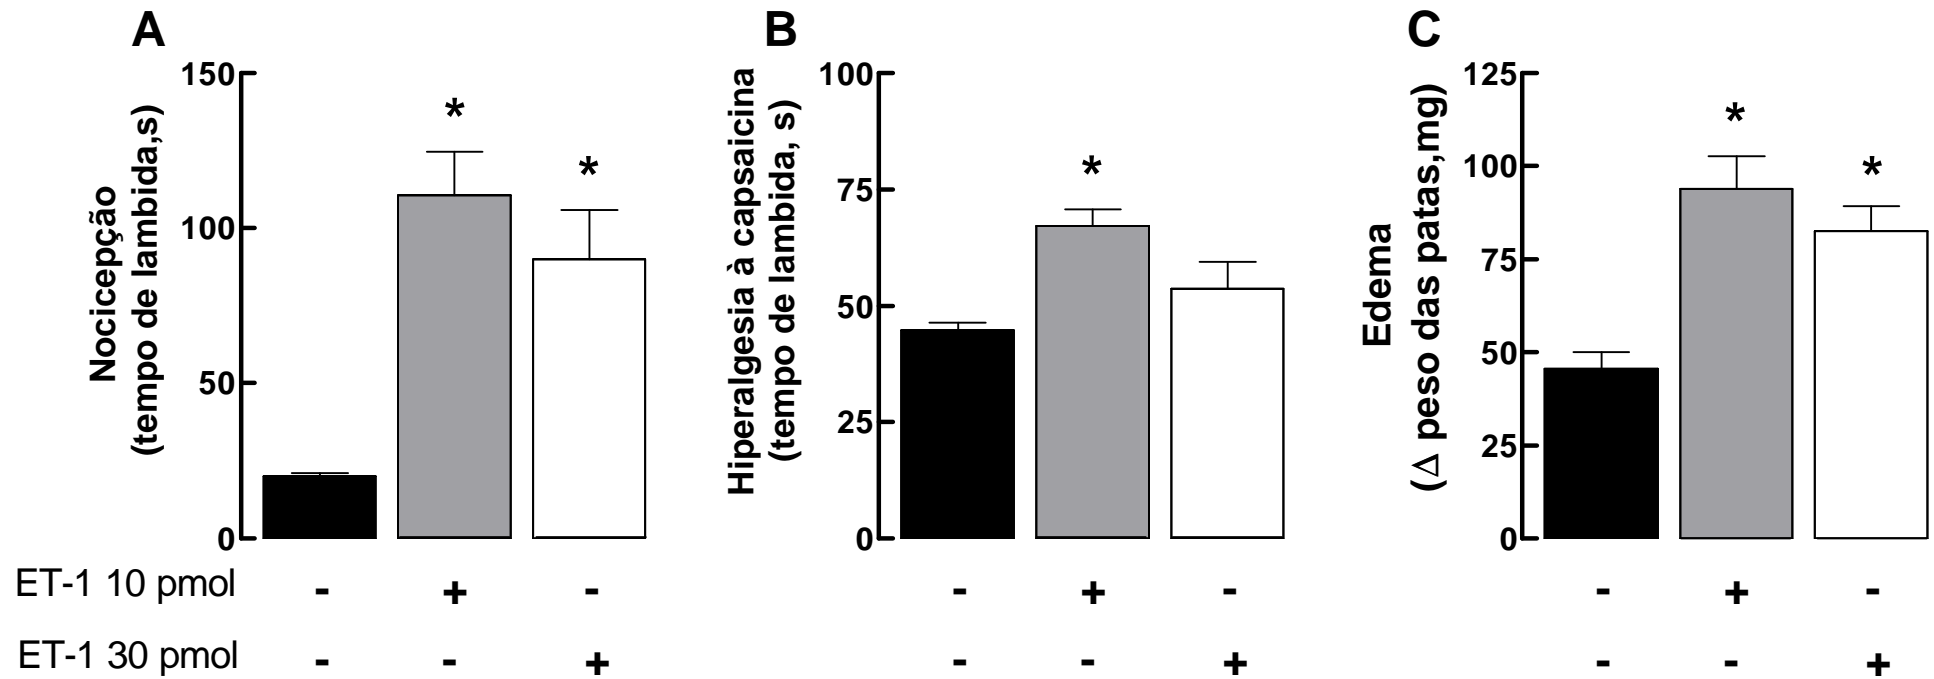 A
Nocicepção
(tempo de lambida,s)
150
100
50
0
*
*
B
Hiperalgesia à capsaicina
(tempo de lambida, s)
100
75
50
25
0
*
C
Edema
(Δ peso das patas,mg)
125
100
75
50
25
0
*
*
ET-1 10 pmol - + - - + - - + -
ET-1 30 pmol - - + - - + - - +